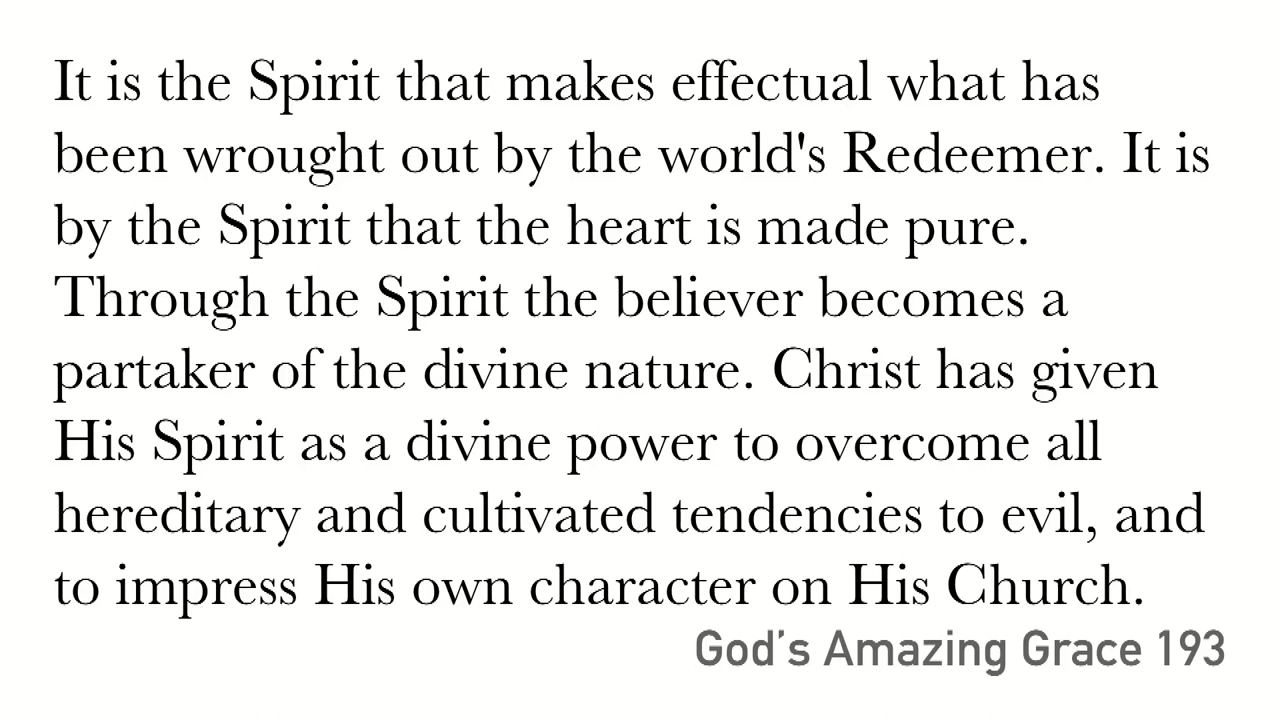 It is the Spirit that makes effectual what has
been wrought out by the world's Redeemer. It is
by the Spirit that the heart is made pure.
Through the Spirit the believer becomes a
partaker of the divine nature. Christ has given
His Spirit as a divine power to overcome all
hereditary and cultivated tendencies to evil, and
to impress His own character on His Church.
God’s Amazing Grace 193